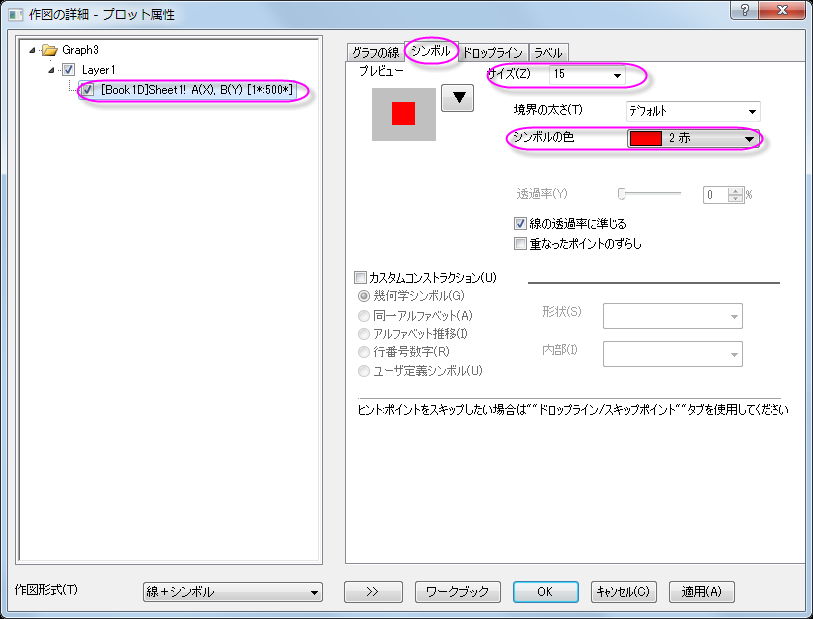 作図の詳細 - プロット属性
Graph3
Layer1
[Book1D]Sheet1! A(X), B(Y) [1*:500*]
グラフの線 シンボル ドロップライン ラベル
プレビュー
サイズ(Z) 15
境界の太さ(T) デフォルト
シンボルの色 2 赤
透過率(Y) 0 %
線の透過率に準じる
重なったポイントのずらし
カスタムコンストラクション(U)
幾何学シンボル(G)
同一アルファベット(A)
アルファベット推移(I)
行番号数字(R)
ユーザ定義シンボル(U)
形状(S)
内部(I)
ヒント:ポイントをスキップしたい場合は""ドロップライン/スキップポイント""タブを使用してください
作図形式(T) 線+シンボル >> ワークブック OK キャンセル(C) 適用(A)